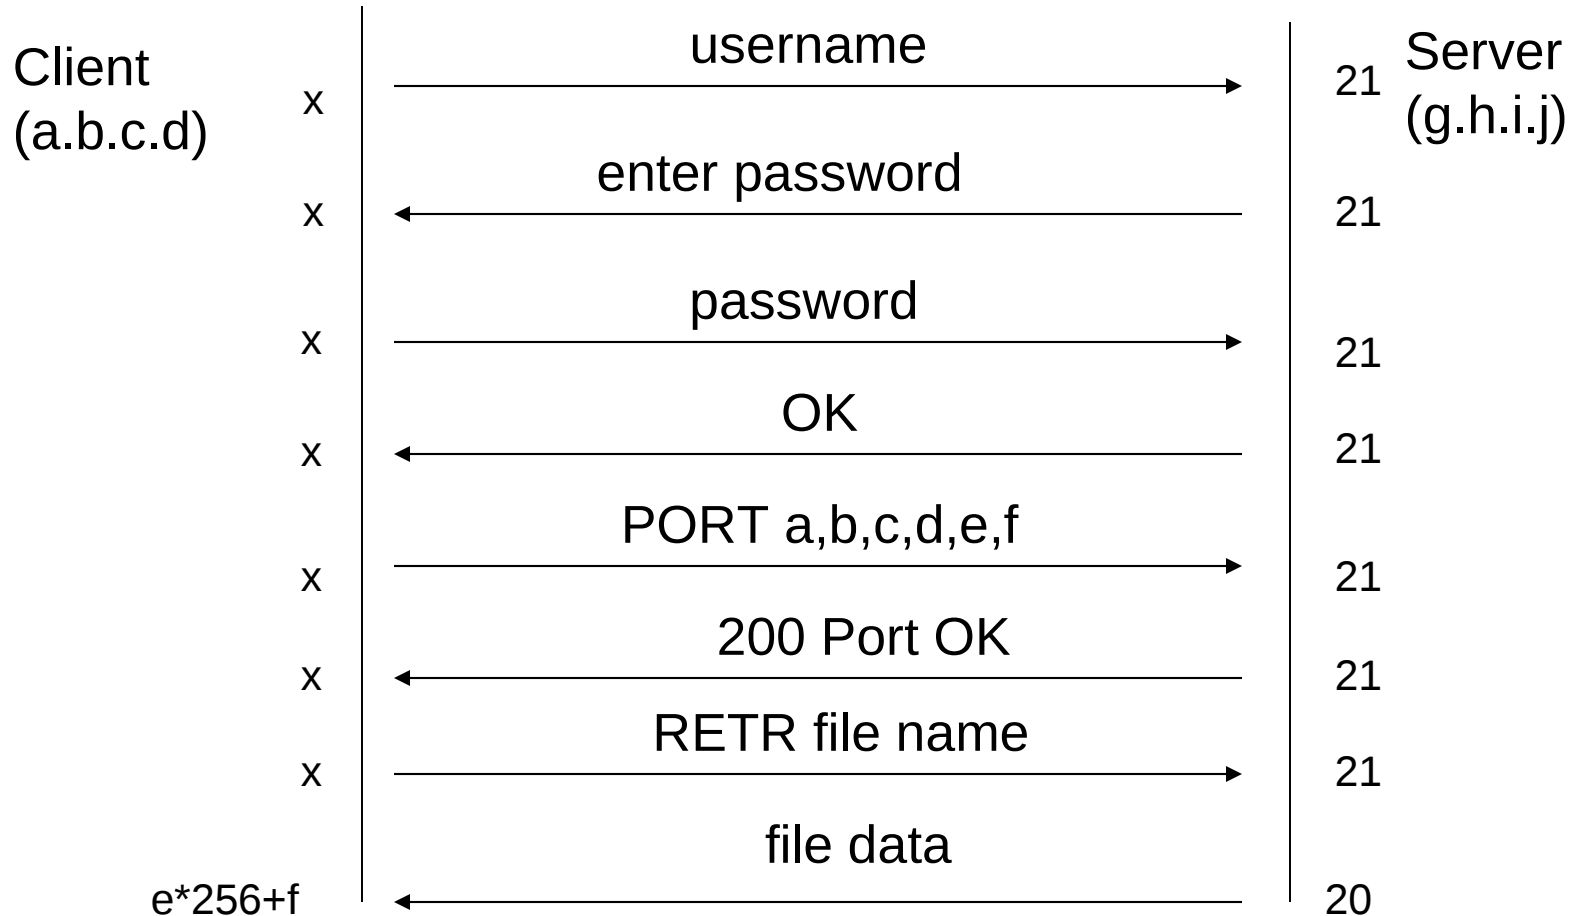 Client
(a.b.c.d)
Server
(g.h.i.j)
username
x
21
enter password
x
21
password
x
21
OK
x
21
PORT a,b,c,d,e,f
x
21
200 Port OK
x
21
RETR file name
x
21
file data
e*256+f
20